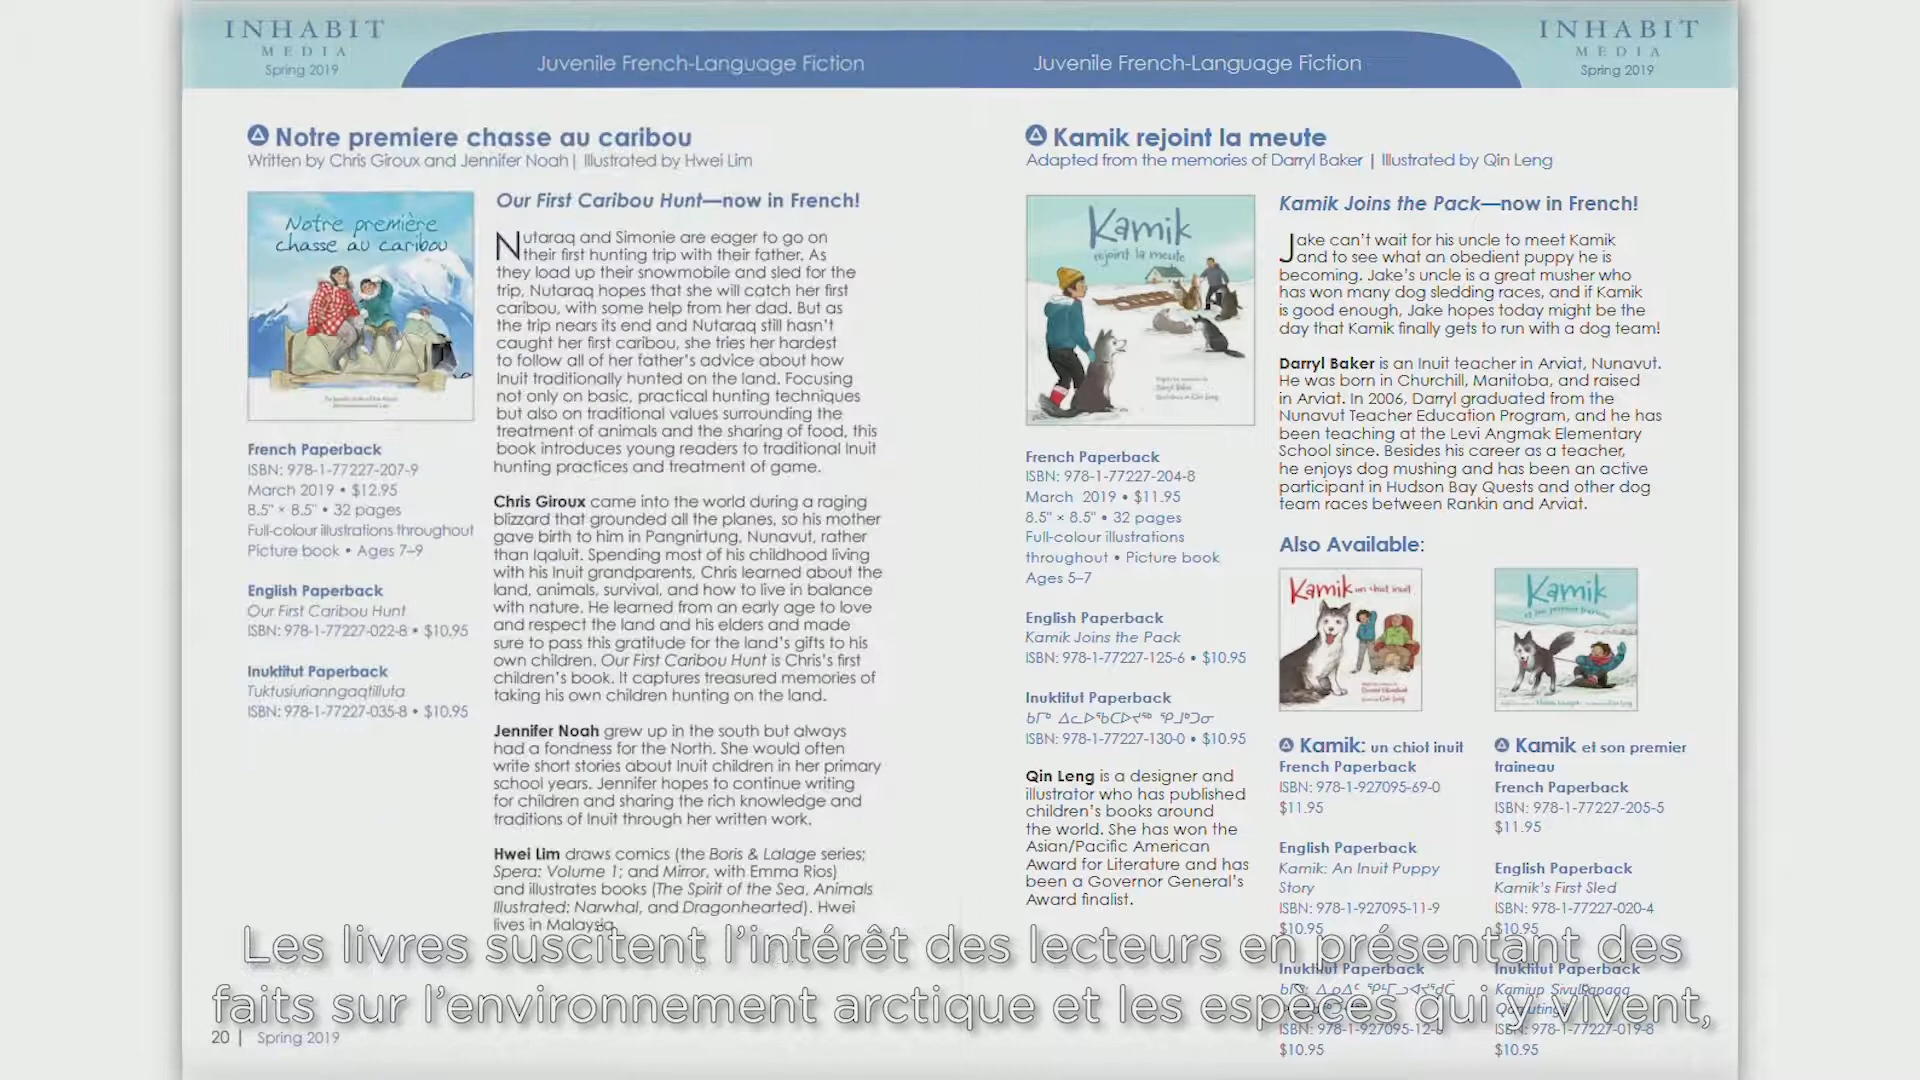 INHABIT
MEDIA
Spring 2019
Juvenile French-Language Fiction
Juvenile French-Language Fiction
INHABIT
MEDIA
Spring 2019
Notre premiere chasse au caribou
Written by Chris Giroux and Jennifer Noah | Illustrated by Hwei Lim
Notre première
chasse au caribou
French Paperback
ISBN: 978-1-77227-207-9
March 2019 • $12.95
8.5" × 8.5" • 32 pages
Full-colour illustrations throughout
Picture book • Ages 7–9
English Paperback
Our First Caribou Hunt
ISBN: 978-1-77227-022-8 • $10.95
Inuktitut Paperback
Tuktusiurianngaqtilluta
ISBN: 978-1-77227-035-8 • $10.95
Our First Caribou Hunt—now in French!
Nutaraq and Simonie are eager to go on
their first hunting trip with their father. As
they load up their snowmobile and sled for the
trip, Nutaraq hopes that she will catch her first
caribou, with some help from her dad. But as
the trip nears its end and Nutaraq still hasn't
caught her first caribou, she tries her hardest
to follow all of her father's advice about how
Inuit traditionally hunted on the land. Focusing
not only on basic, practical hunting techniques
but also on traditional values surrounding the
treatment of animals and the sharing of food, this
book introduces young readers to traditional Inuit
hunting practices and treatment of game.
Chris Giroux came into the world during a raging
blizzard that grounded all the planes, so his mother
gave birth to him in Pangnirtung, Nunavut, rather
than Iqaluit. Spending most of his childhood living
with his Inuit grandparents, Chris learned about the
land, animals, survival, and how to live in balance
with nature. He learned from an early age to love
and respect the land and his elders and made
sure to pass this gratitude for the land's gifts to his
own children. Our First Caribou Hunt is Chris's first
children's book. It captures treasured memories of
taking his own children hunting on the land.
Jennifer Noah grew up in the south but always
had a fondness for the North. She would often
write short stories about Inuit children in her primary
school years. Jennifer hopes to continue writing
for children and sharing the rich knowledge and
traditions of Inuit through her written work.
Hwei Lim draws comics (the Boris & Lalage series;
Spera: Volume 1; and Mirror, with Emma Rios)
and illustrates books (The Spirit of the Sea, Animals
Illustrated: Narwhal, and Dragonhearted). Hwei
lives in Malaysia.
Kamik rejoint la meute
Adapted from the memories of Darryl Baker | Illustrated by Qin Leng
Kamik
rejoint la meute
French Paperback
ISBN: 978-1-77227-204-8
March 2019 • $11.95
8.5" × 8.5" • 32 pages
Full-colour illustrations
throughout • Picture book
Ages 5–7
English Paperback
Kamik Joins the Pack
ISBN: 978-1-77227-125-6 • $10.95
Inuktitut Paperback
ISBN: 978-1-77227-130-0 • $10.95
Qin Leng is a designer and
illustrator who has published
children's books around
the world. She has won the
Asian/Pacific American
Award for Literature and has
been a Governor General's
Award finalist.
Kamik Joins the Pack—now in French!
Jake can't wait for his uncle to meet Kamik
and to see what an obedient puppy he is
becoming. Jake's uncle is a great musher who
has won many dog sledding races, and if Kamik
is good enough, Jake hopes today might be the
day that Kamik finally gets to run with a dog team!
Darryl Baker is an Inuit teacher in Arviat, Nunavut.
He was born in Churchill, Manitoba, and raised
in Arviat. In 2006, Darryl graduated from the
Nunavut Teacher Education Program, and he has
been teaching at the Levi Angmak Elementary
School since. Besides his career as a teacher,
he enjoys dog mushing and has been an active
participant in Hudson Bay Quests and other dog
team races between Rankin and Arviat.
Also Available:
Kamik un chiot inuit
Kamik
et son premier traineau
Kamik: un chiot inuit
French Paperback
ISBN: 978-1-927095-69-0
$11.95
English Paperback
Kamik: An Inuit Puppy
Story
ISBN: 978-1-927095-11-9
$10.95
Inuktitut Paperback
ISBN: 978-1-927095-12-
$10.95
Kamik et son premier
traineau
French Paperback
ISBN: 978-1-77227-205-5
$11.95
English Paperback
Kamik's First Sled
ISBN: 978-1-77227-020-4
$10.95
Inuktitut Paperback
Kamiup
ISBN: 978-1-77227-019-8
$10.95
Les livres suscitent l'intérêt des lecteurs en présentant des
faits sur l'environnement arctique et les espèces qui y vivent,
20 | Spring 2019